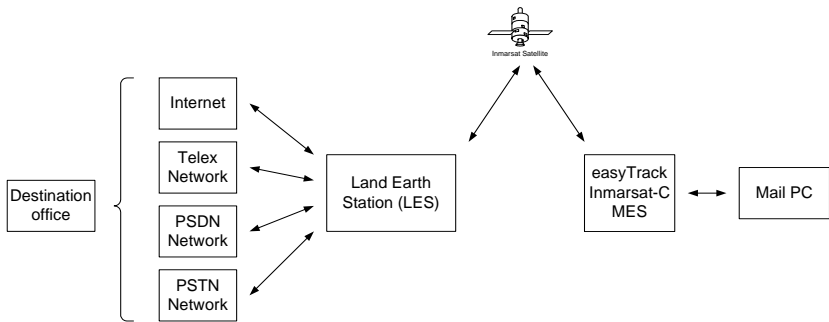 Inmarsat Satellite
Internet
Telex
Network
Destination
office
PSDN
Network
PSTN
Network
Land Earth
Station (LES)
easyTrack
Inmarsat-C
MES
Mail PC